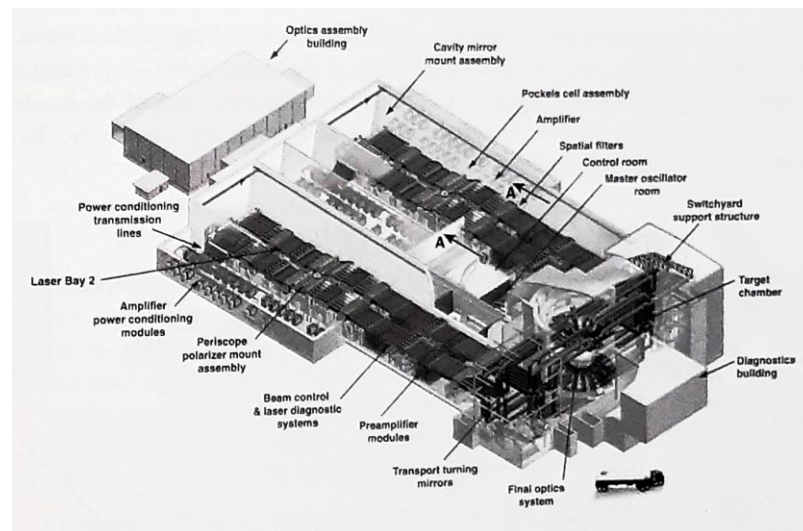 Optics assembly
building
Cavity mirror
mount assembly
Pockels cell assembly
Amplifier
Spatial filters
Control room
Master oscillator
room
A
A
Switchyard
support structure
Power conditioning
transmission
lines
Laser Bay 2
Amplifier
power conditioning
modules
Periscope
polarizer mount
assembly
Beam control
& laser diagnostic
systems
Preamplifier
modules
Transport turning
mirrors
Final optics
system
Target
chamber
Diagnostics
building